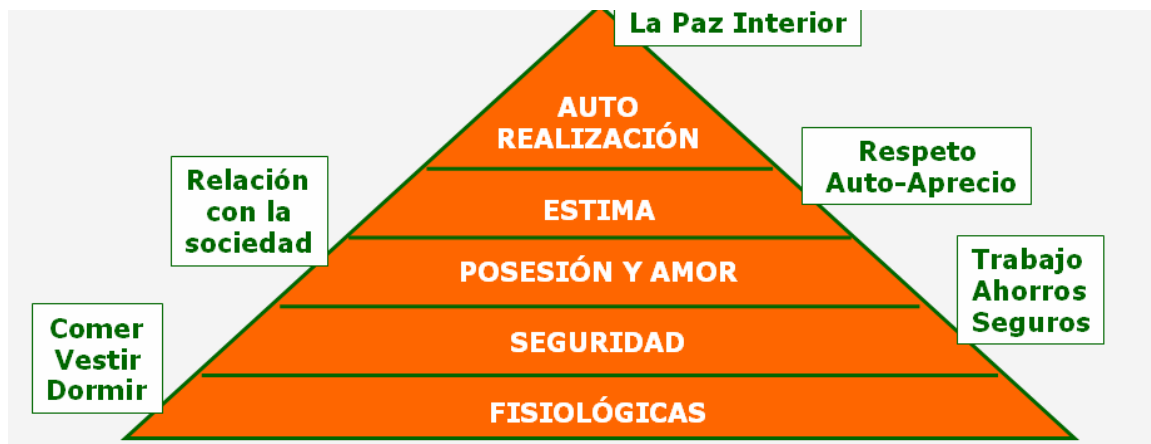 La Paz Interior
AUTO
REALIZACIÓN
Respeto
Auto-Aprecio
Relación
con la
sociedad
ESTIMA
POSESIÓN Y AMOR
Trabajo
Ahorros
Seguros
Comer
Vestir
Dormir
SEGURIDAD
FISIOLÓGICAS